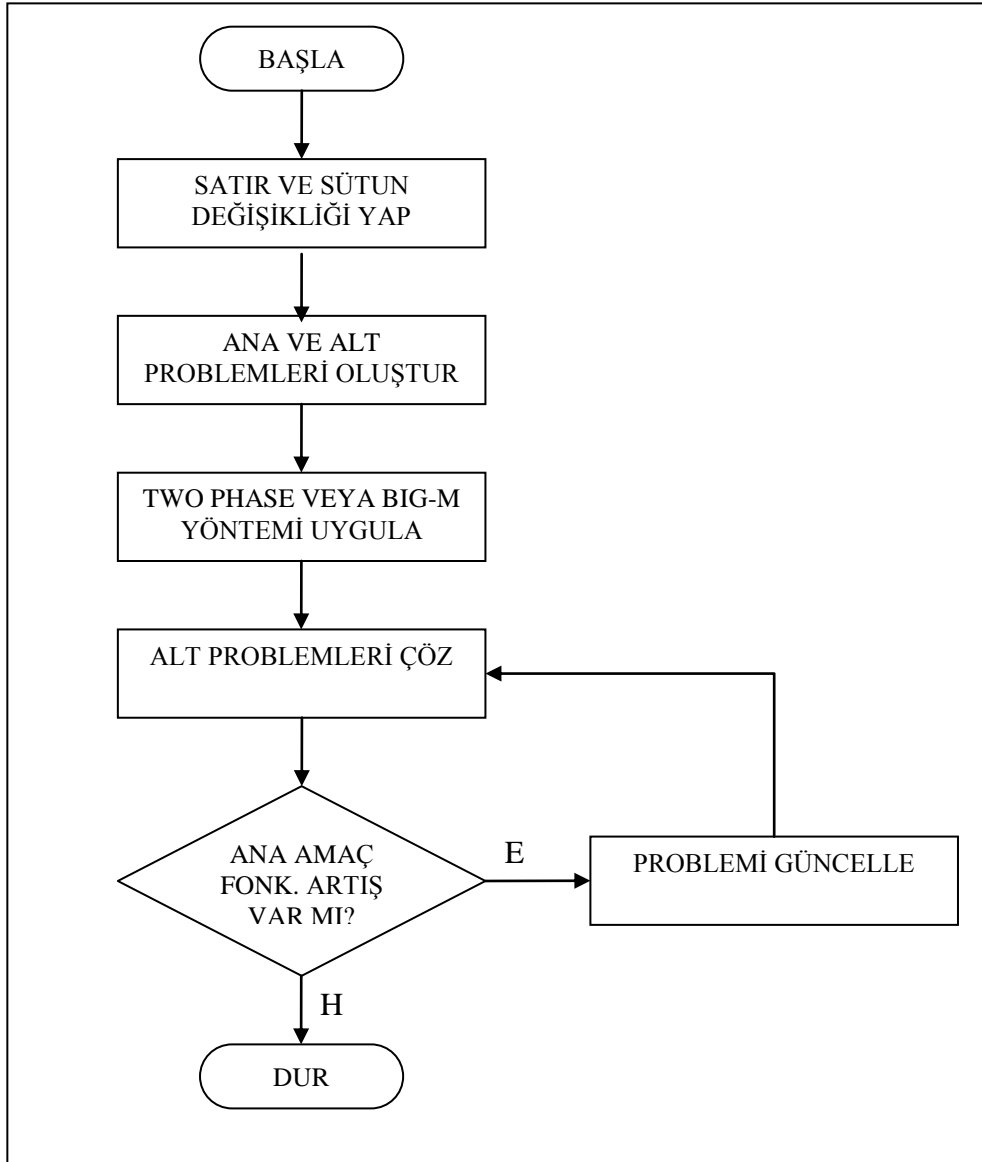 BAŞLA
SATIR VE SÜTUN
DEĞİŞİKLİĞİ YAP
ANA VE ALT
PROBLEMLERİ OLUŞTUR
TWO PHASE VEYA BIG-M
YÖNTEMİ UYGULA
ALT PROBLEMLERİ ÇÖZ
ANA AMAÇ
FONK. ARTIŞ
VAR MI?
E
PROBLEMİ GÜNCELLE
H
DUR